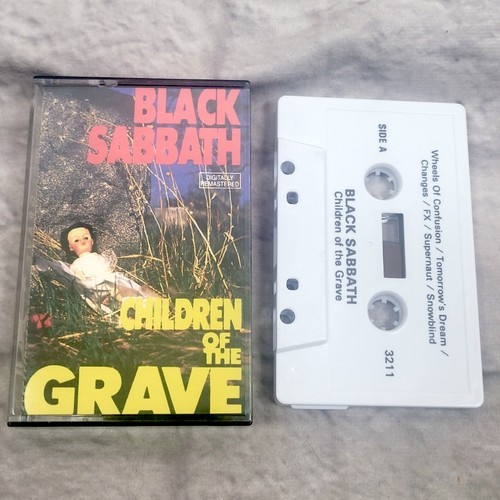 BLACK
SABBATH
DIGITALLY
REMASTERED
CHILDREN
OF
THE
GRAVE
SIDE A
Wheels Of Confusion / Tomorrow's Dream /
Changes / FX / Supernaut / Snowblind
BLACK SABBATH
Children of the Grave
3211